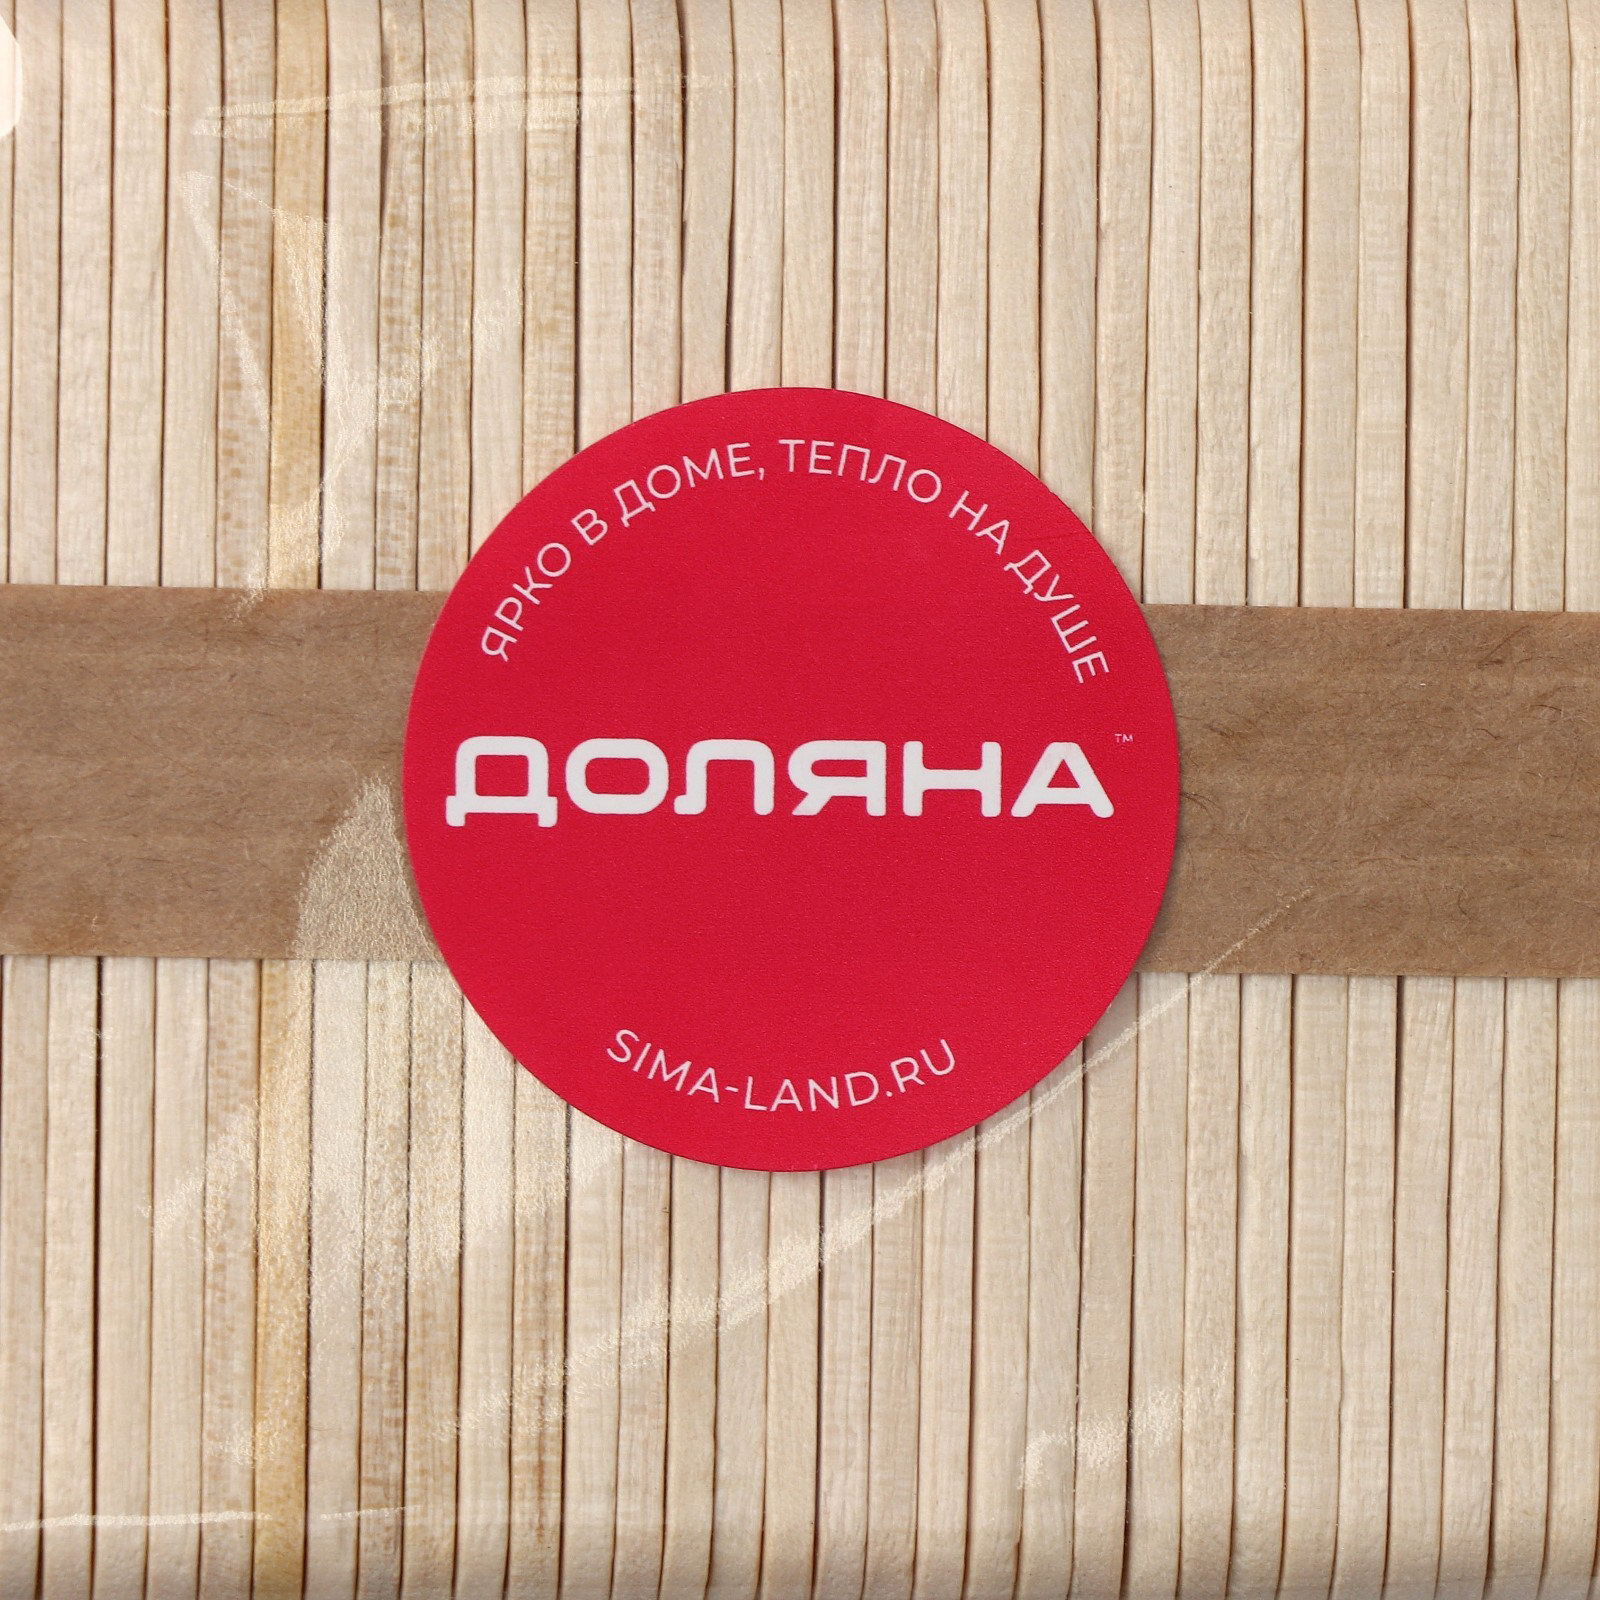 ЯРКО В ДОМЕ, ТЕПЛО НА ДУШЕ
ДОЛЯНА™
SIMA-LAND.RU